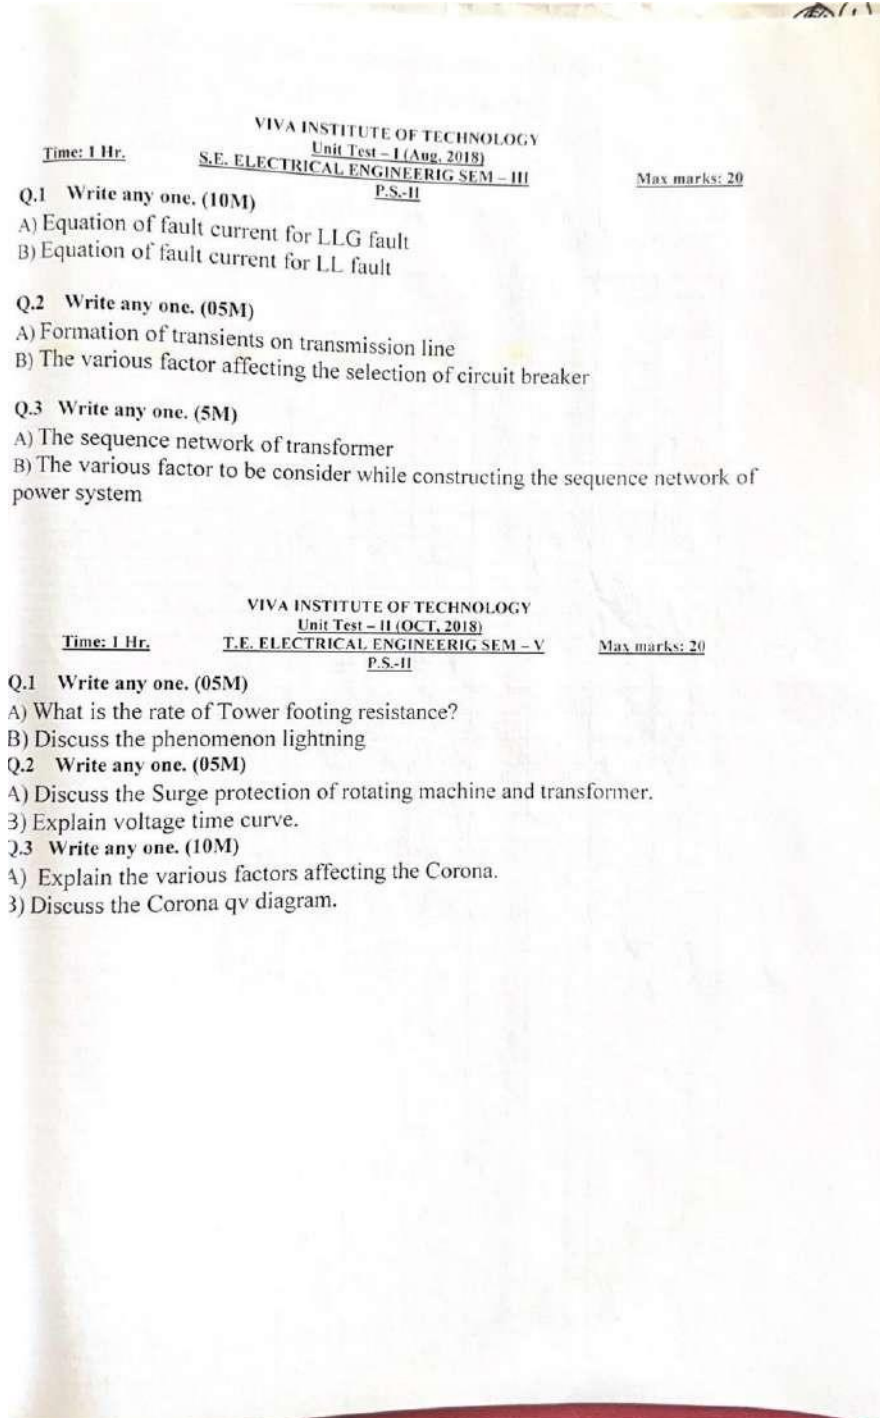 VIVA INSTITUTE OF TECHNOLOGY
Unit Test – I (Aug, 2018)
Time: 1 Hr.
S.E. ELECTRICAL ENGINEERIG SEM – III
Max marks: 20
P.S.-II
Q.1 Write any one. (10M)
A) Equation of fault current for LLG fault
B) Equation of fault current for LL fault
Q.2 Write any one. (05M)
A) Formation of transients on transmission line
B) The various factor affecting the selection of circuit breaker
Q.3 Write any one. (5M)
A) The sequence network of transformer
B) The various factor to be consider while constructing the sequence network of
power system
VIVA INSTITUTE OF TECHNOLOGY
Unit Test – II (OCT, 2018)
Time: 1 Hr.
T.E. ELECTRICAL ENGINEERIG SEM – V
Max marks: 20
P.S.-II
Q.1 Write any one. (05M)
A) What is the rate of Tower footing resistance?
B) Discuss the phenomenon lightning
Q.2 Write any one. (05M)
A) Discuss the Surge protection of rotating machine and transformer.
B) Explain voltage time curve.
Q.3 Write any one. (10M)
A) Explain the various factors affecting the Corona.
B) Discuss the Corona qv diagram.